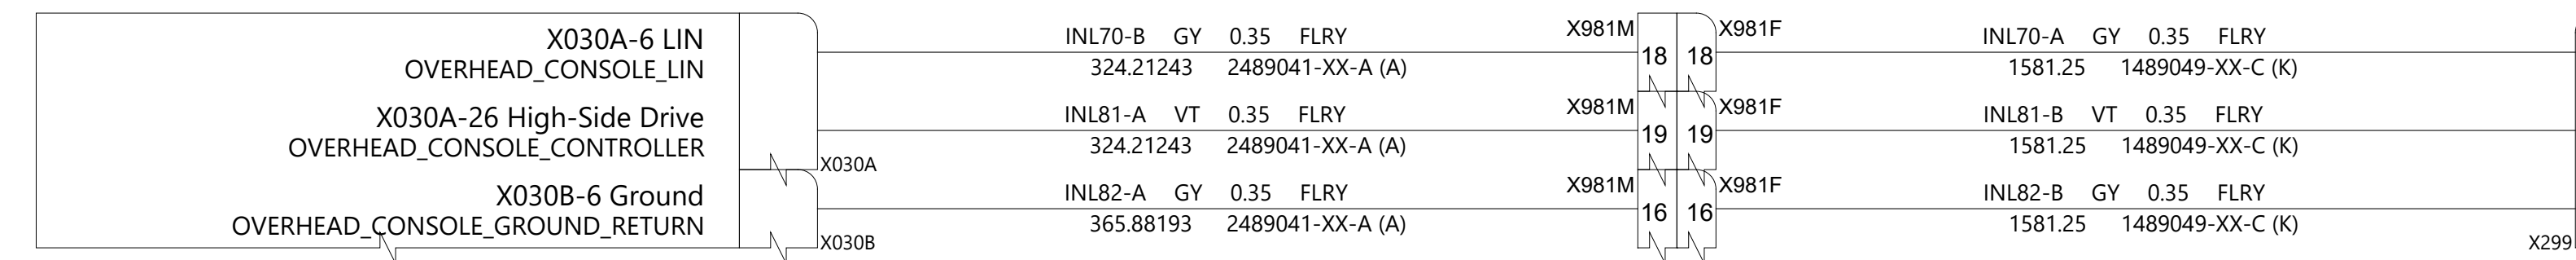 X030A-6 LIN
OVERHEAD_CONSOLE_LIN
X030A-26 High-Side Drive
OVERHEAD_CONSOLE_CONTROLLER
X030A
X030B-6 Ground
OVERHEAD_CONSOLE_GROUND_RETURN
X030B
INL70-B GY 0.35 FLRY
324.21243 2489041-XX-A (A)
INL81-A VT 0.35 FLRY
324.21243 2489041-XX-A (A)
INL82-A GY 0.35 FLRY
365.88193 2489041-XX-A (A)
X981M 18 18 X981F
X981M 19 19 X981F
X981M 16 16 X981F
INL70-A GY 0.35 FLRY
1581.25 1489049-XX-C (K)
INL81-B VT 0.35 FLRY
1581.25 1489049-XX-C (K)
INL82-B GY 0.35 FLRY
1581.25 1489049-XX-C (K)
X299